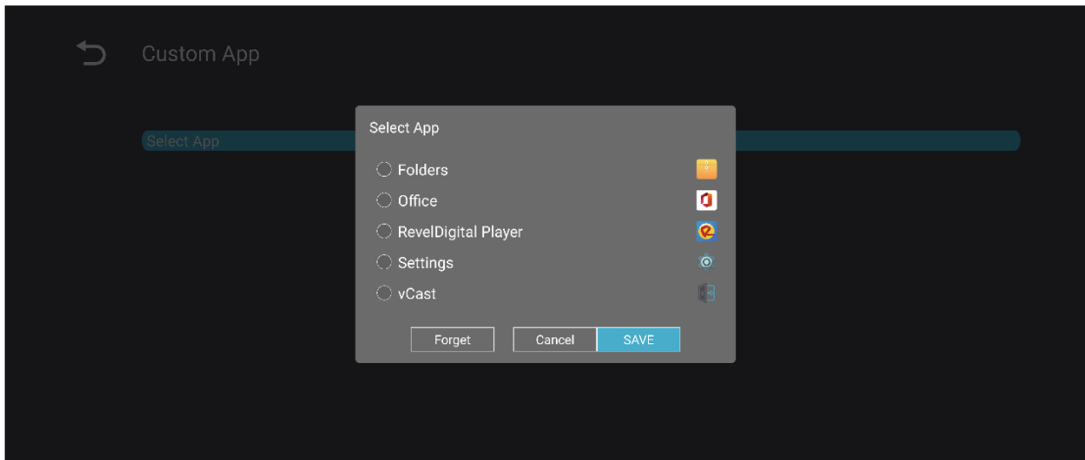 Custom App
Select App
Select App
Folders
Office
RevelDigital Player
Settings
vCast
Forget Cancel SAVE